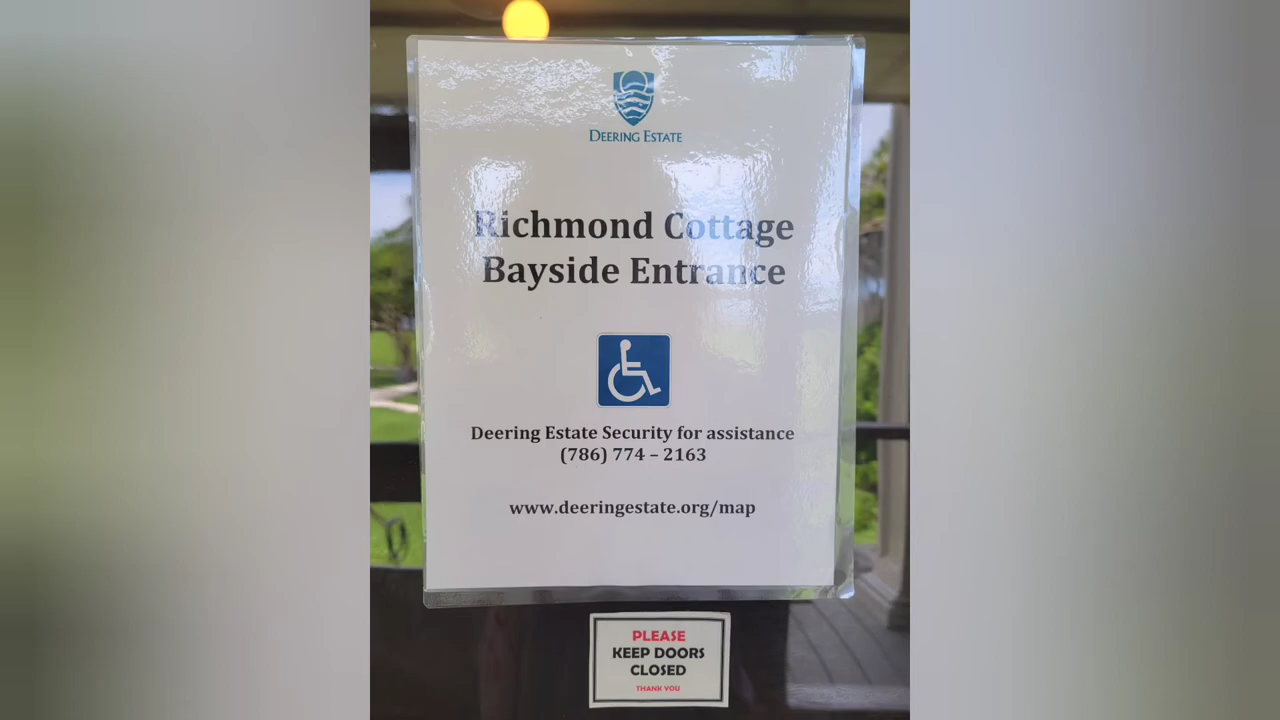 DEERING ESTATE
Richmond Cottage
Bayside Entrance
Deering Estate Security for assistance
(786) 774 – 2163
www.deeringestate.org/map
PLEASE
KEEP DOORS
CLOSED
THANK YOU